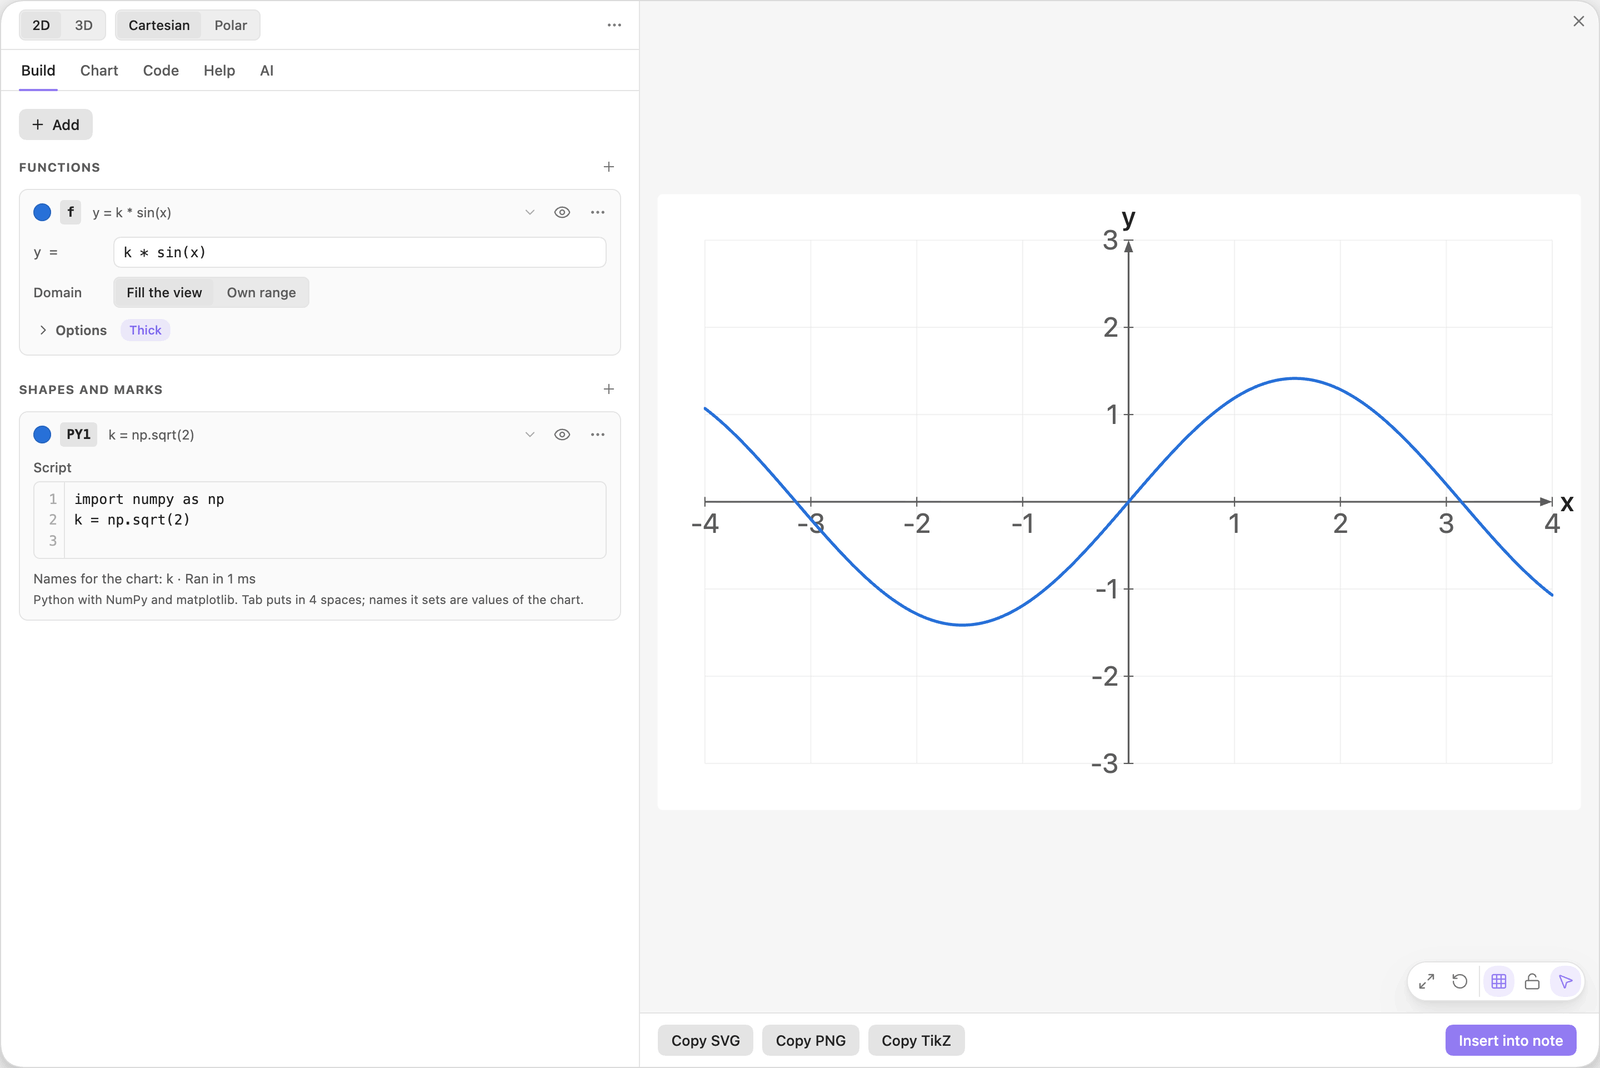 2D 3D Cartesian Polar
Build Chart Code Help AI
+ Add
FUNCTIONS
f y = k * sin(x)
y = k * sin(x)
Domain Fill the view Own range
Options Thick
SHAPES AND MARKS
PY1 k = np.sqrt(2)
Script
1 import numpy as np
2 k = np.sqrt(2)
3
Names for the chart: k · Ran in 1 ms
Python with NumPy and matplotlib. Tab puts in 4 spaces; names it sets are values of the chart.
y
3
2
1
x
-4 -3 -2 -1 1 2 3 4
-1
-2
-3
Copy SVG Copy PNG Copy TikZ Insert into note